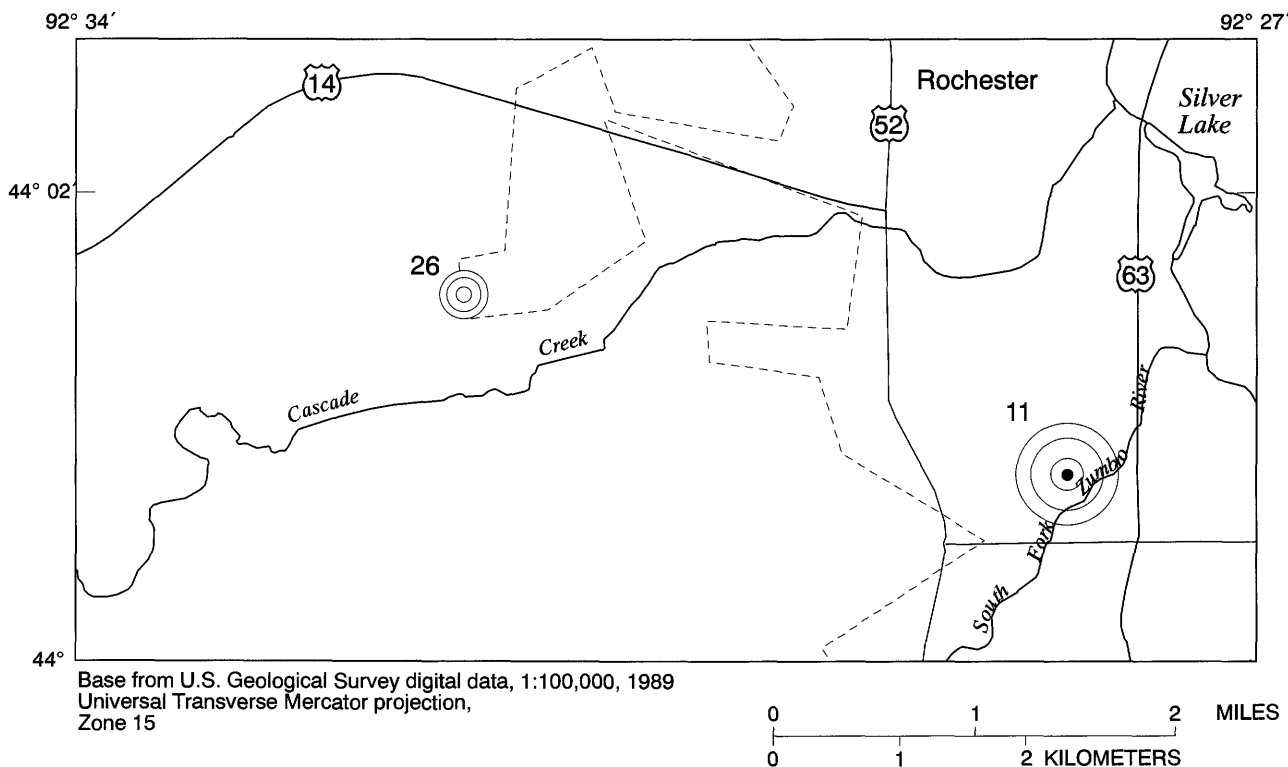 92° 34′
92° 27′
14
Rochester
Silver
Lake
52
44° 02′
26
63
Creek
Cascade
River
11
Zumbro
Fork
South
44°
Base from U.S. Geological Survey digital data, 1:100,000, 1989
Universal Transverse Mercator projection,
Zone 15
0 1 2 MILES
0 1 2 KILOMETERS